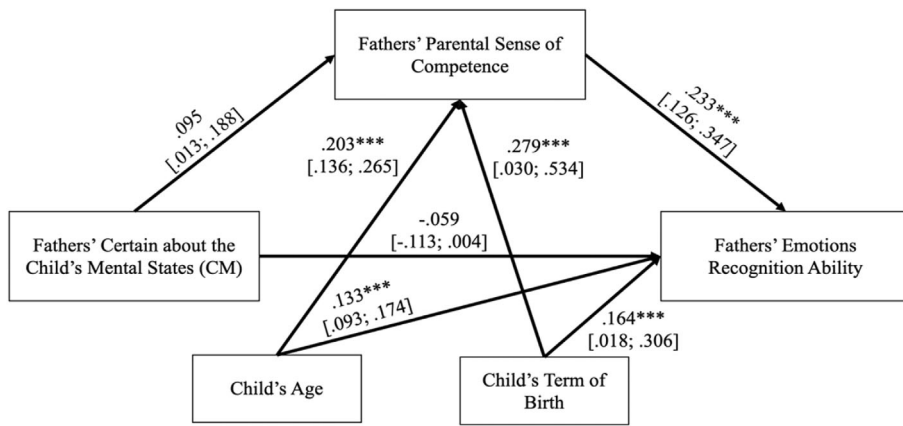 Fathers' Parental Sense of
Competence
.095
[.013; .188]
.203***
[.136; .265]
.279***
[.030; .534]
.233***
[.126; .347]
Fathers' Certain about the
Child's Mental States (CM)
-.059
[-.113; .004]
Fathers' Emotions
Recognition Ability
.133***
[.093; .174]
.164***
[.018; .306]
Child's Age
Child's Term of
Birth